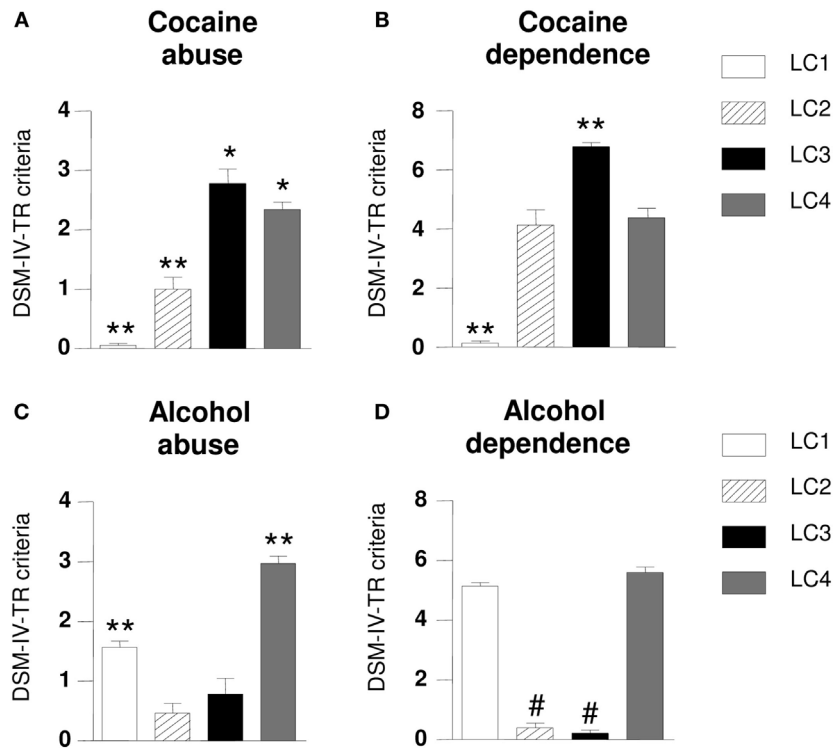 A
Cocaine
abuse
DSM-IV-TR criteria
4
3
2
1
0
**
**
*
*
B
Cocaine
dependence
DSM-IV-TR criteria
8
6
4
2
0
**
**
LC1
LC2
LC3
LC4
C
Alcohol
abuse
DSM-IV-TR criteria
4
3
2
1
0
**
**
D
Alcohol
dependence
DSM-IV-TR criteria
8
6
4
2
0
#
#
LC1
LC2
LC3
LC4